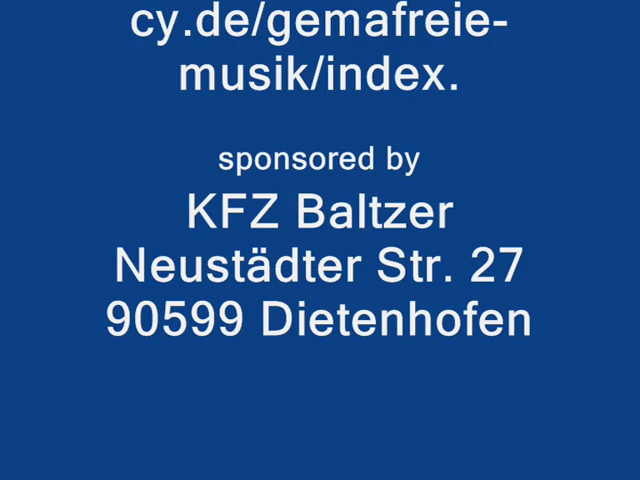 cy.de/gemafreie-
musik/index.
sponsored by
KFZ Baltzer
Neustädter Str. 27
90599 Dietenhofen